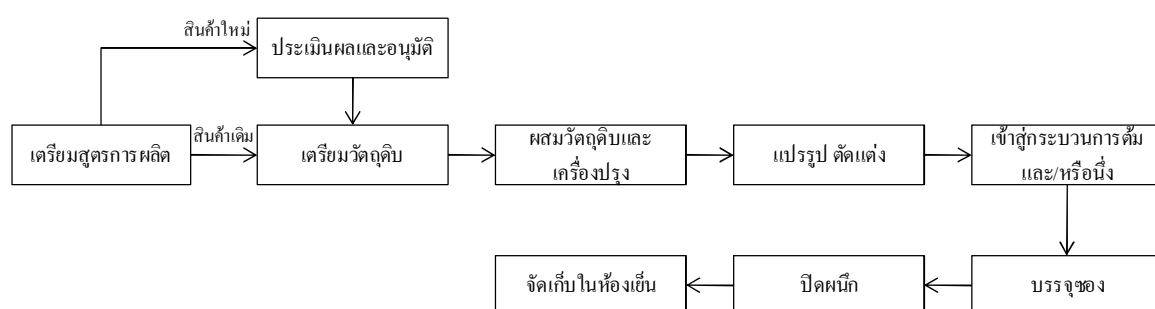 สินค้าใหม่
ประเมินผลและอนุมัติ
เตรียมสูตรการผลิต
สินค้าเดิม
เตรียมวัตถุดิบ
ผสมวัตถุดิบและ
เครื่องปรุง
แปรรูป ตัดแต่ง
เข้าสู่กระบวนการต้ม
และ/หรือนึ่ง
จัดเก็บในห้องเย็น
ปิดผนึก
บรรจุซอง